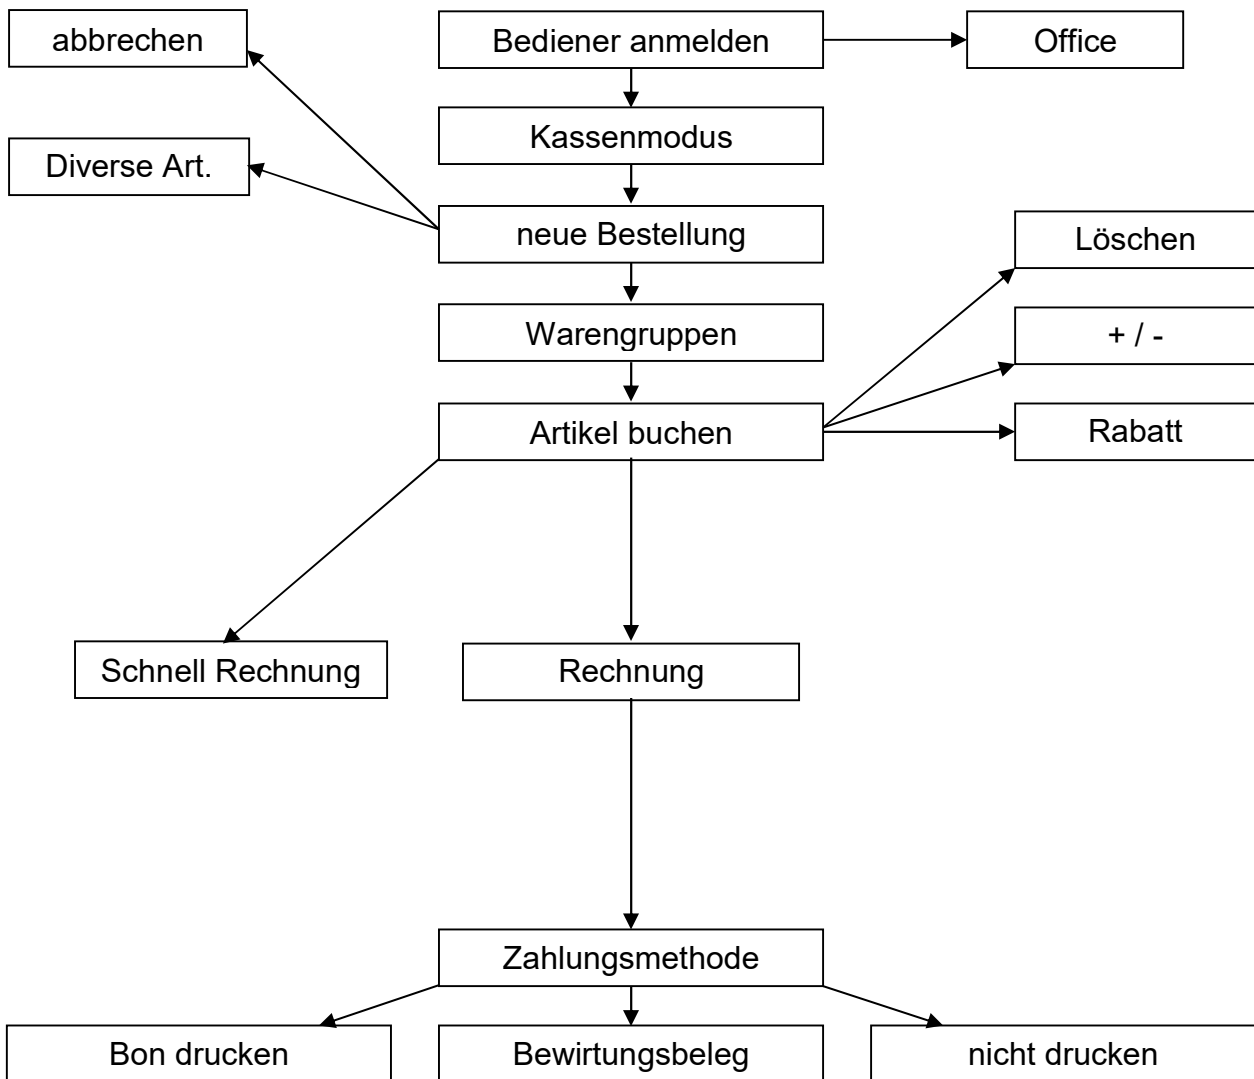 abbrechen
Bediener anmelden
Office
Kassenmodus
Diverse Art.
neue Bestellung
Löschen
Warengruppen
+ / -
Artikel buchen
Rabatt
Schnell Rechnung
Rechnung
Zahlungsmethode
Bon drucken
Bewirtungsbeleg
nicht drucken